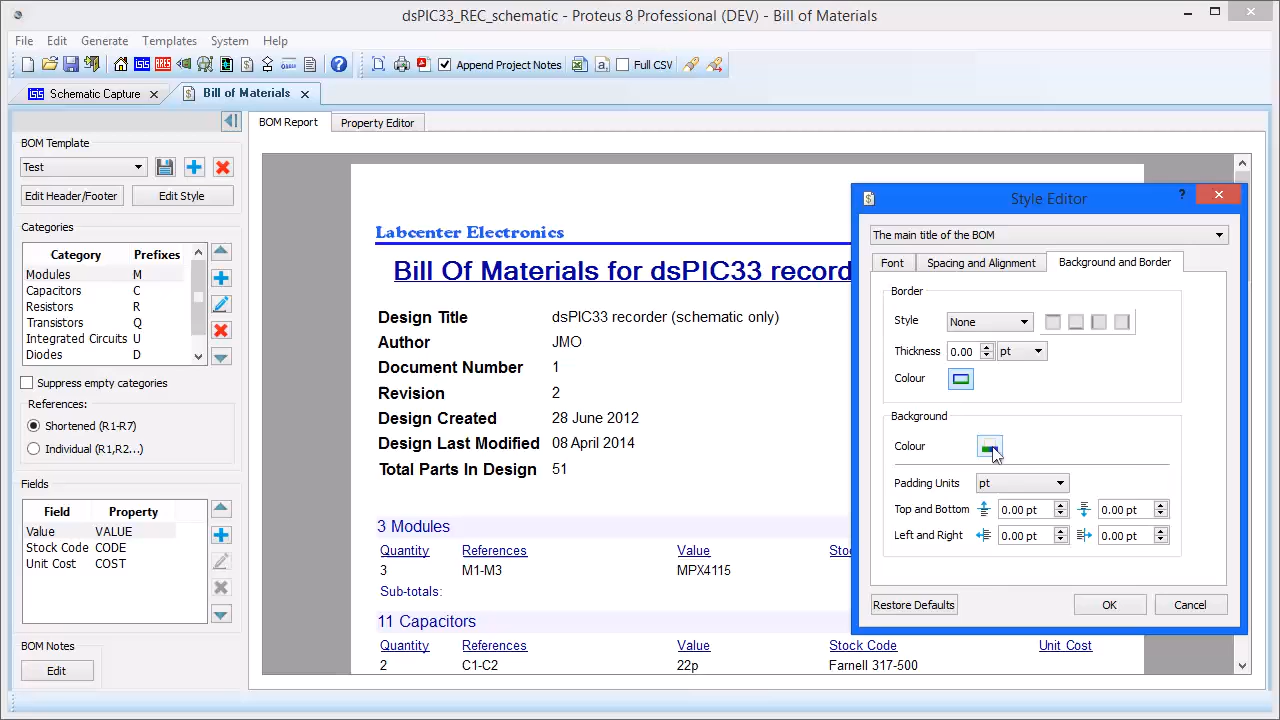 dsPIC33_REC_schematic - Proteus 8 Professional (DEV) - Bill of Materials
File Edit Generate Templates System Help
Append Project Notes Full CSV
Schematic Capture Bill of Materials
BOM Report Property Editor
BOM Template
Test
Edit Header/Footer Edit Style
Categories
Category Prefixes
Modules M
Capacitors C
Resistors R
Transistors Q
Integrated Circuits U
Diodes D
Suppress empty categories
References:
Shortened (R1-R7)
Individual (R1,R2...)
Fields
Field Property
Value VALUE
Stock Code CODE
Unit Cost COST
BOM Notes
Edit
Labcenter Electronics
Bill Of Materials for dsPIC33 record
Design Title dsPIC33 recorder (schematic only)
Author JMO
Document Number 1
Revision 2
Design Created 28 June 2012
Design Last Modified 08 April 2014
Total Parts In Design 51
3 Modules
Quantity References Value Stoc
3 M1-M3 MPX4115
Sub-totals:
11 Capacitors
Quantity References Value Stock Code Unit Cost
2 C1-C2 22p Farnell 317-500
Style Editor
?
The main title of the BOM
Font Spacing and Alignment Background and Border
Border
Style None
Thickness 0.00 pt
Colour
Background
Colour
Padding Units pt
Top and Bottom 0.00 pt 0.00 pt
Left and Right 0.00 pt 0.00 pt
Restore Defaults OK Cancel